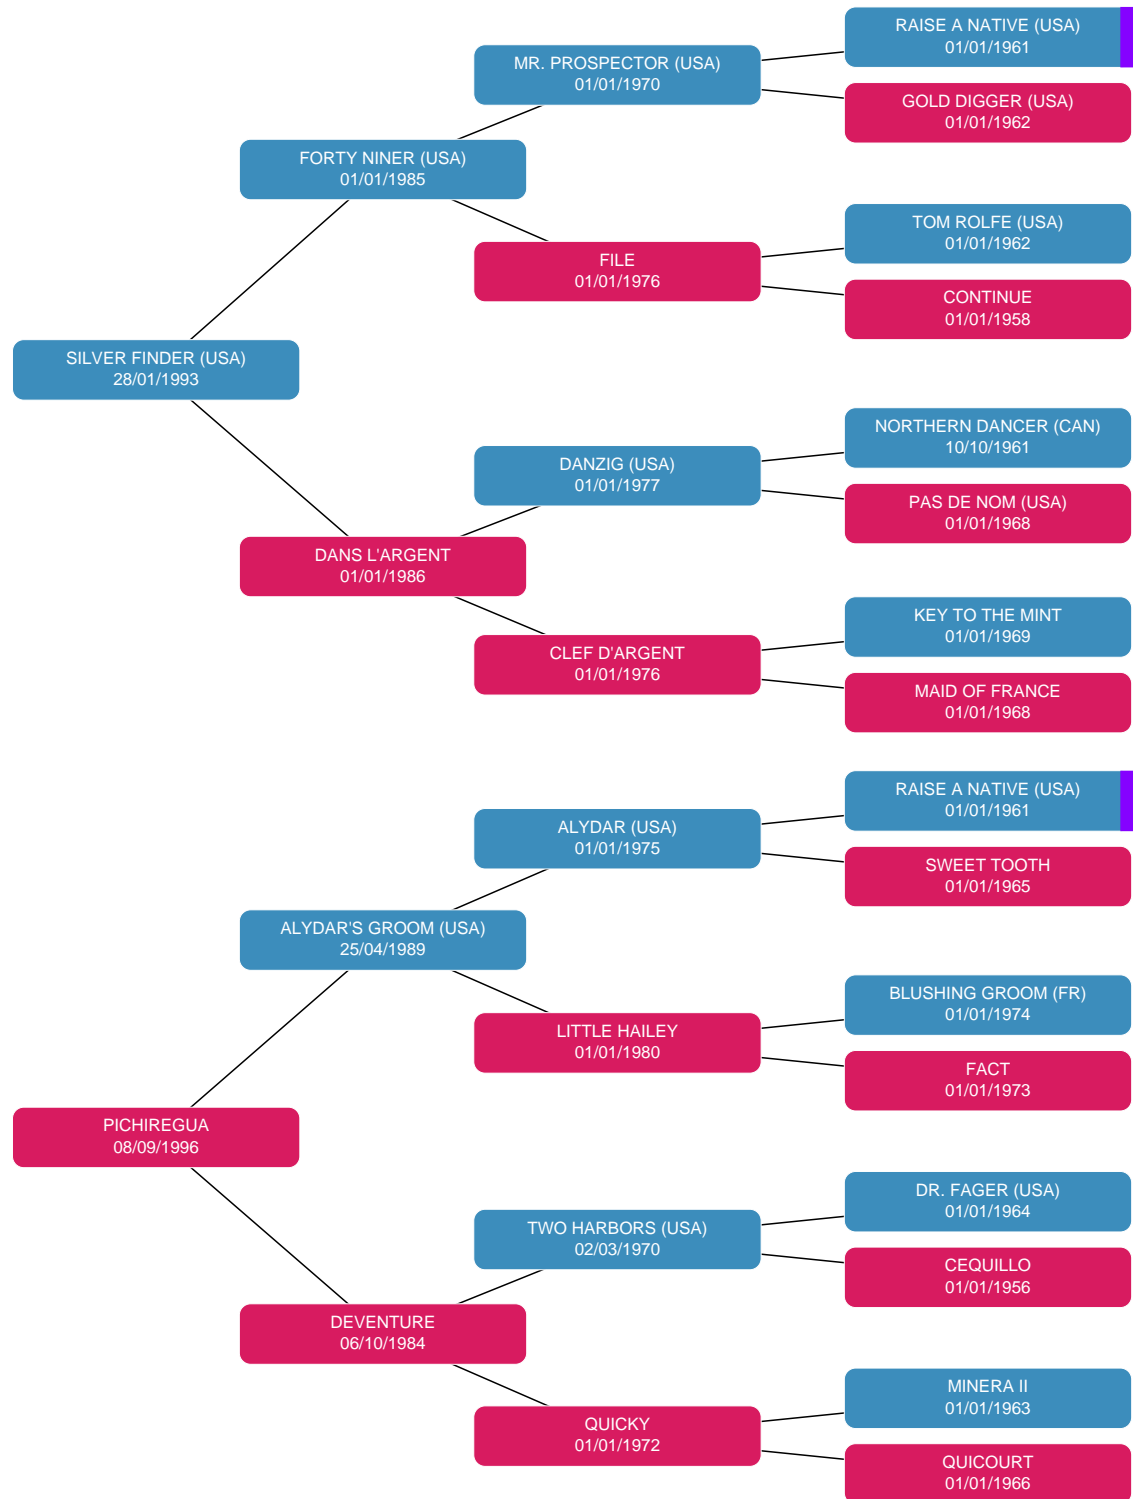 RAISE A NATIVE (USA)
01/01/1961
MR. PROSPECTOR (USA)
01/01/1970
GOLD DIGGER (USA)
01/01/1962
FORTY NINER (USA)
01/01/1985
TOM ROLFE (USA)
01/01/1962
FILE
01/01/1976
CONTINUE
01/01/1958
SILVER FINDER (USA)
28/01/1993
NORTHERN DANCER (CAN)
10/10/1961
DANZIG (USA)
01/01/1977
PAS DE NOM (USA)
01/01/1968
DANS L'ARGENT
01/01/1986
KEY TO THE MINT
01/01/1969
CLEF D'ARGENT
01/01/1976
MAID OF FRANCE
01/01/1968
RAISE A NATIVE (USA)
01/01/1961
ALYDAR (USA)
01/01/1975
SWEET TOOTH
01/01/1965
ALYDAR'S GROOM (USA)
25/04/1989
BLUSHING GROOM (FR)
01/01/1974
LITTLE HAILEY
01/01/1980
FACT
01/01/1973
PICHIREGUA
08/09/1996
DR. FAGER (USA)
01/01/1964
TWO HARBORS (USA)
02/03/1970
CEQUILLO
01/01/1956
DEVENTURE
06/10/1984
MINERA II
01/01/1963
QUICKY
01/01/1972
QUICOURT
01/01/1966